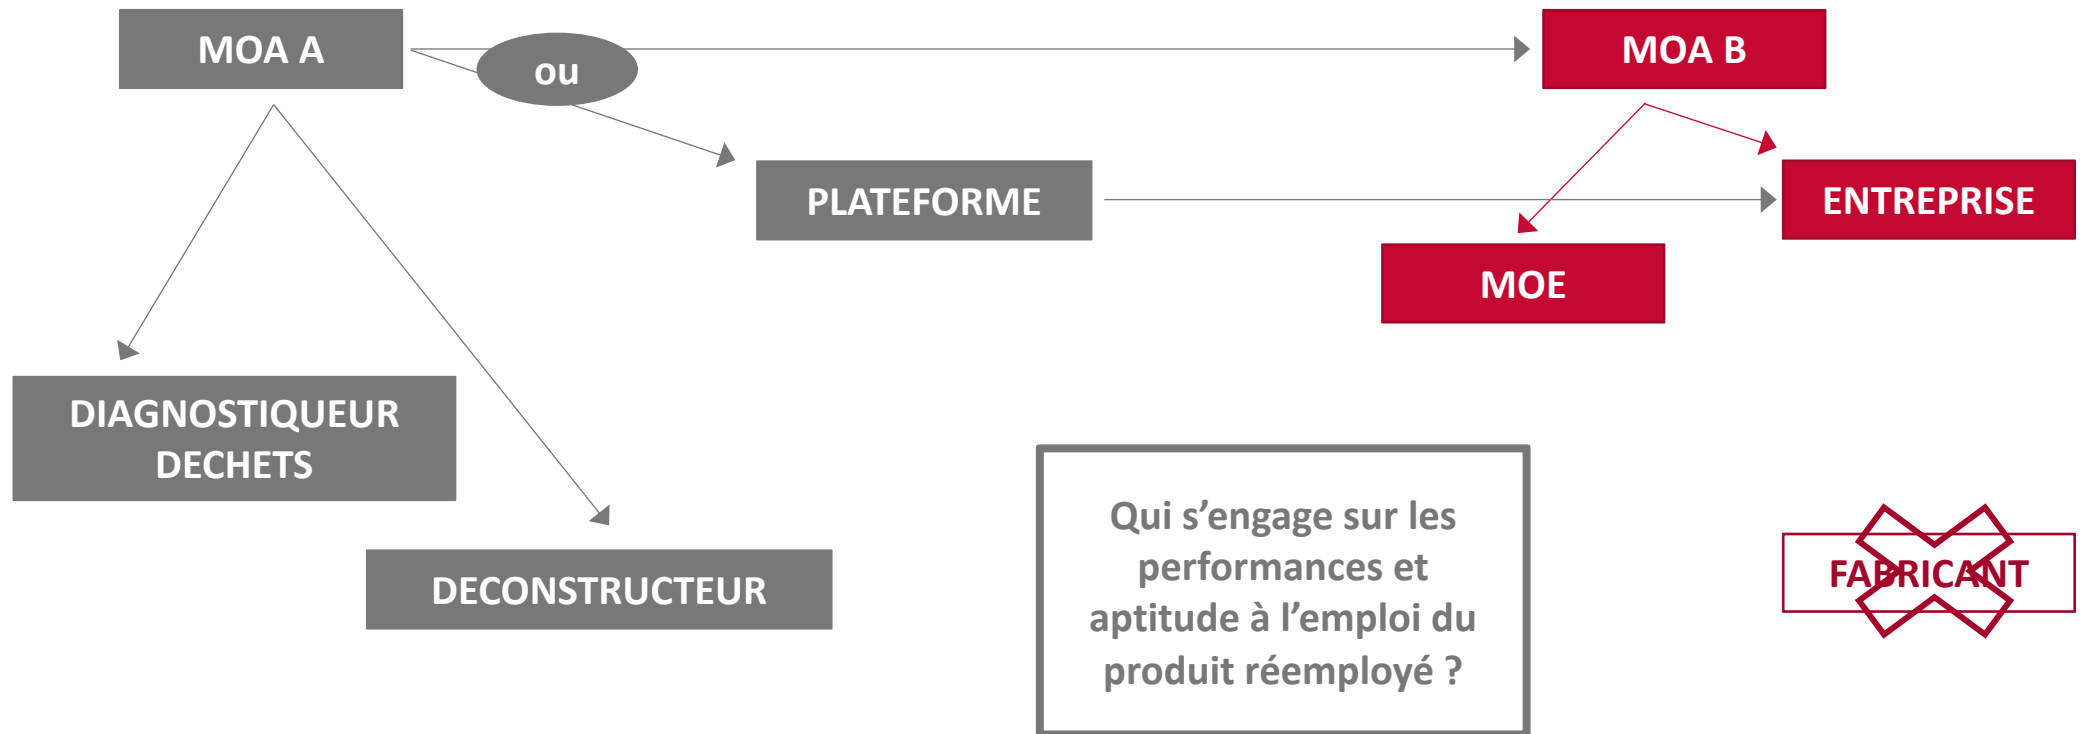 MOA A
ou
MOA B
PLATEFORME
ENTREPRISE
MOE
DIAGNOSTIQUEUR
DECHETS
DECONSTRUCTEUR
Qui s’engage sur les
performances et
aptitude à l’emploi du
produit réemployé ?
FABRICANT